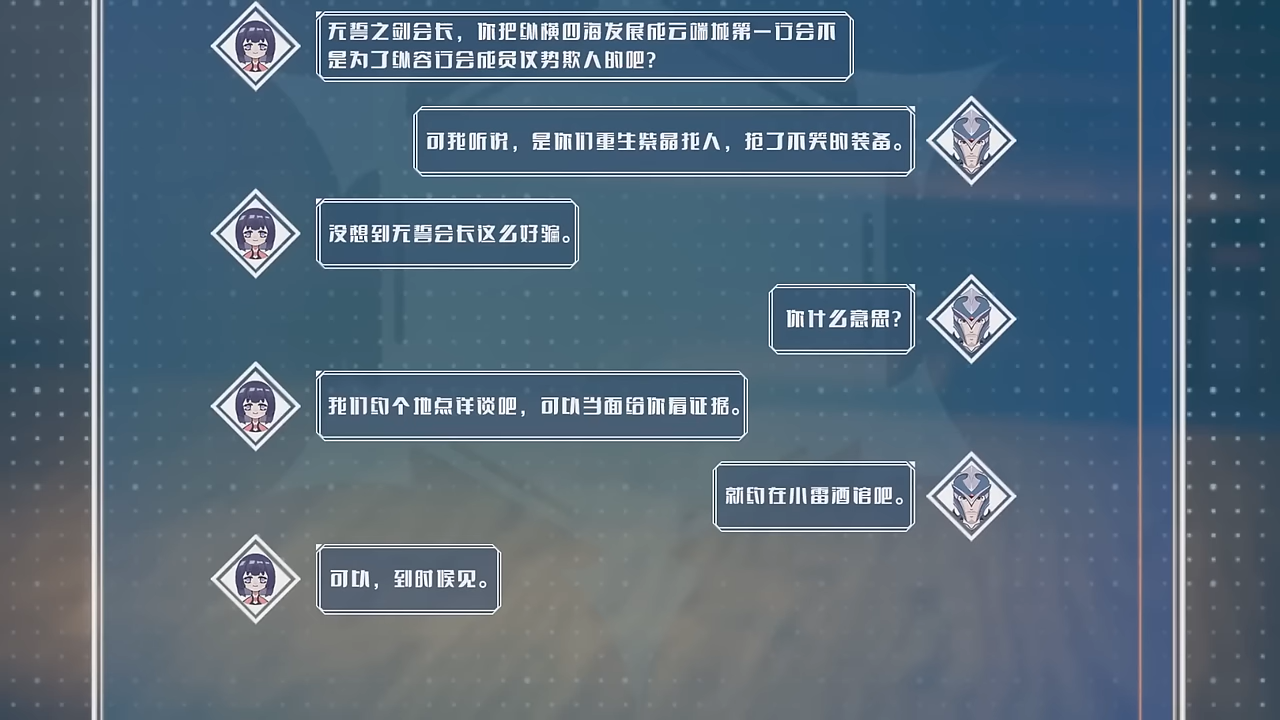 无誓之剑会长，你把纵横四海发展成云端城第一行会不
是为了纵容行会成员仗势欺人的吧？
可我听说，是你们重生紫晶找人，抢了不哭的装备。
没想到无誓会长这么好骗。
你什么意思？
我们约个地点详谈吧，可以当面给你看证据。
就约在小雷酒馆吧。
可以，到时候见。